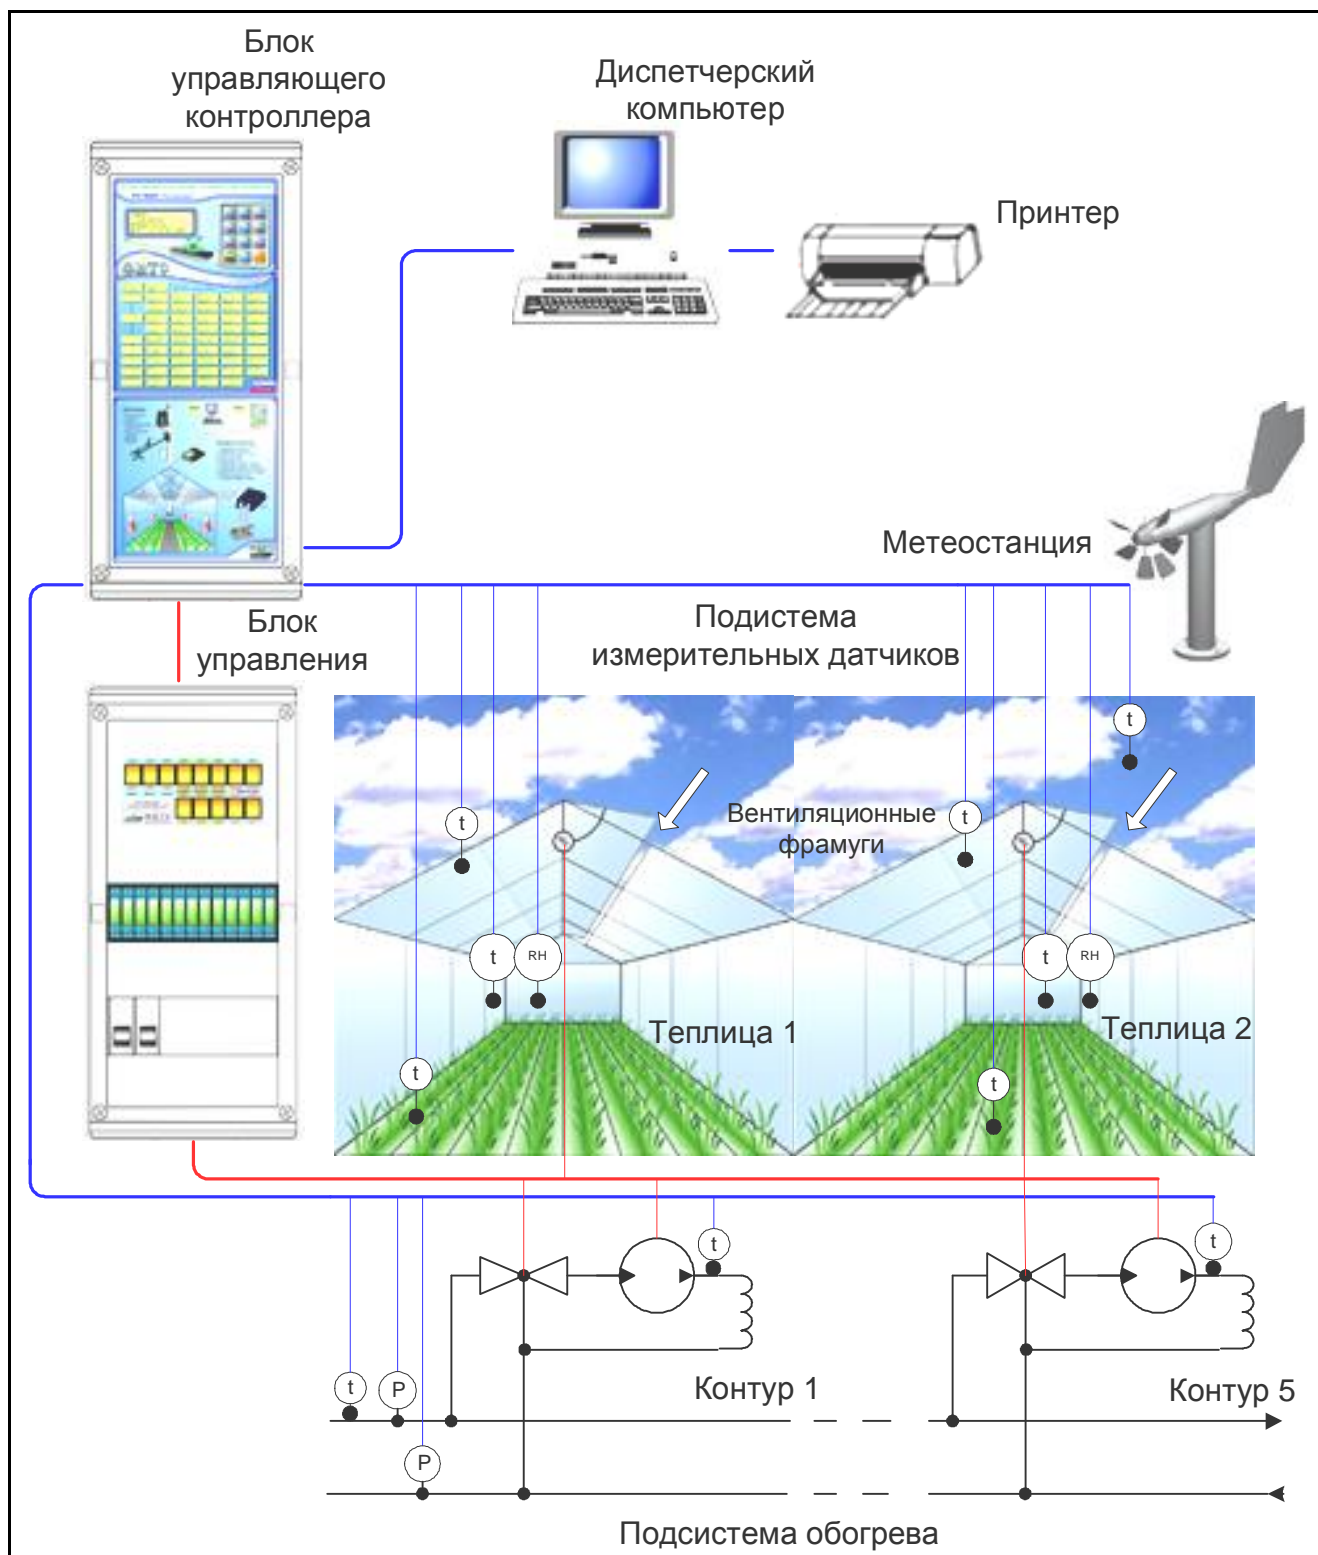 Блок
управляющего
контроллера
Диспетчерский
компьютер
Принтер
Метеостанция
Блок
управления
Подистема
измерительных датчиков
t
t
t
Вентиляционные
фрамуги
t
RH
t
RH
Теплица 1
Теплица 2
t
t
t
t
t
P
Контур 1
Контур 5
P
Подсистема обогрева